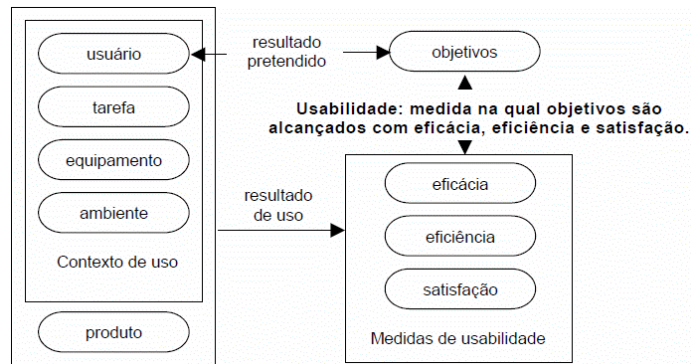 usuário
tarefa
equipamento
ambiente
Contexto de uso
produto
resultado
pretendido
objetivos
Usabilidade: medida na qual objetivos são
alcançados com eficácia, eficiência e satisfação.
resultado
de uso
eficácia
eficiência
satisfação
Medidas de usabilidade